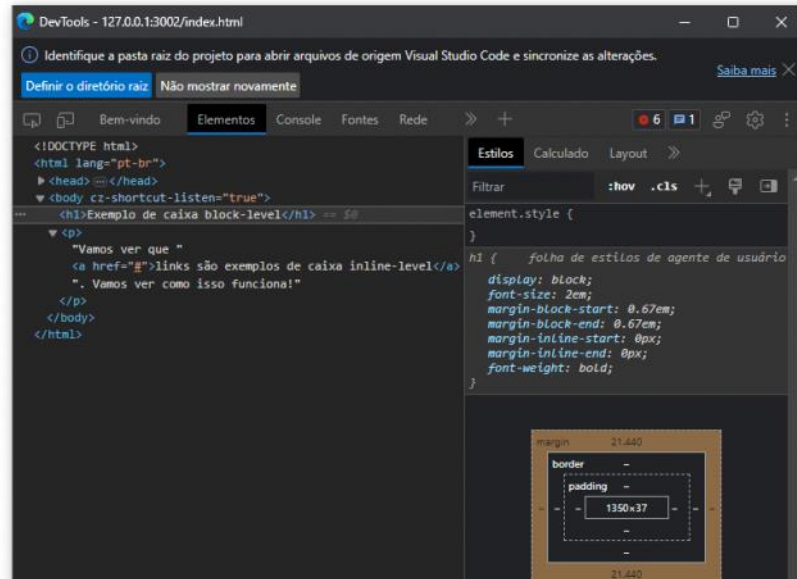 DevTools - 127.0.0.1:3002/index.html
Identifique a pasta raiz do projeto para abrir arquivos de origem Visual Studio Code e sincronize as alterações.
Saiba mais
Definir o diretório raiz Não mostrar novamente
Bem-vindo Elementos Console Fontes Rede
6 1
<!DOCTYPE html>
<html lang="pt-br">
<head> … </head>
<body cz-shortcut-listen="true">
… <h1>Exemplo de caixa block-level</h1> == $0
<p>
"Vamos ver que "
<a href="#">links são exemplos de caixa inline-level</a>
". Vamos ver como isso funciona!"
</p>
</body>
</html>
Estilos Calculado Layout
Filtrar :hov .cls
element.style {
}
h1 { folha de estilos de agente de usuário
display: block;
font-size: 2em;
margin-block-start: 0.67em;
margin-block-end: 0.67em;
margin-inline-start: 0px;
margin-inline-end: 0px;
font-weight: bold;
}
margin 21.440
border –
padding –
– – – 1350×37 – – –
–
–
21.440